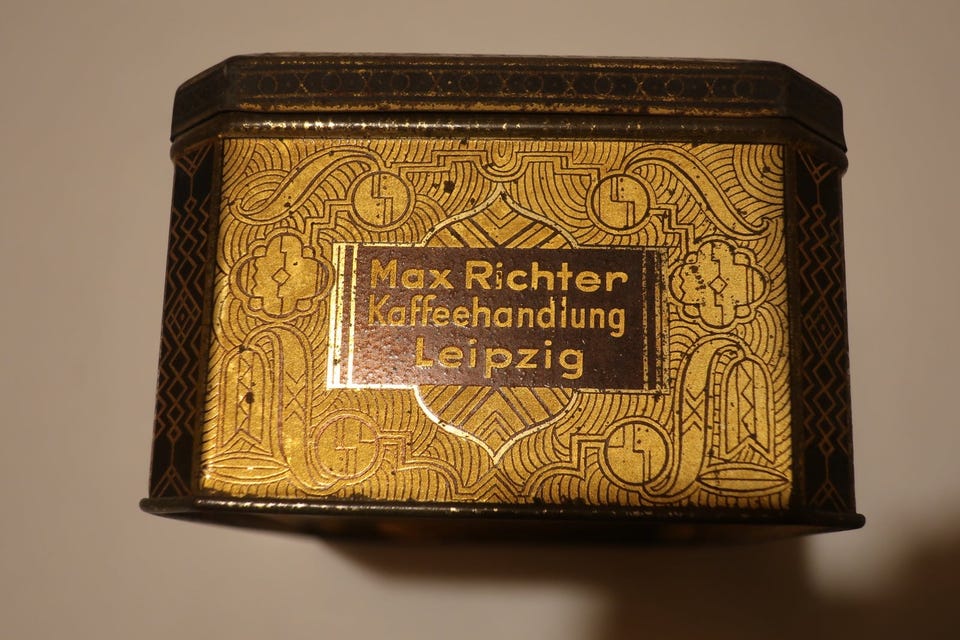 Max Richter
Kaffeehandlung
Leipzig